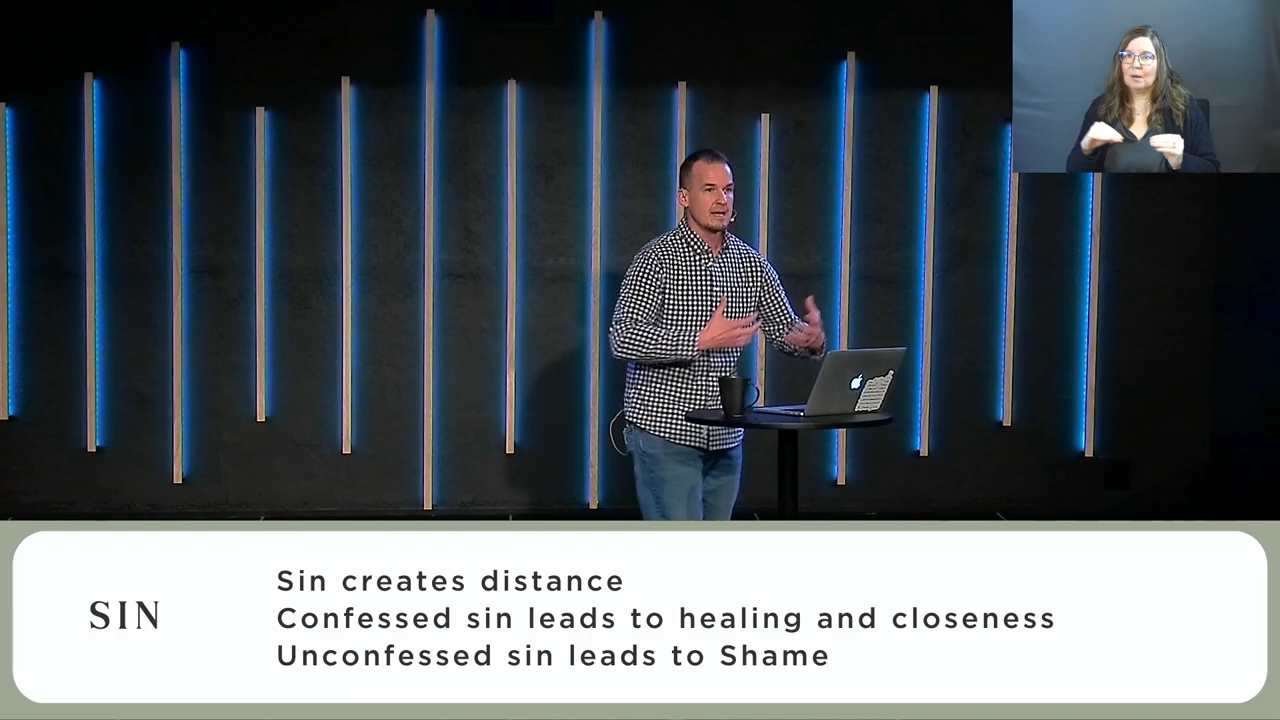 SIN
Sin creates distance
Confessed sin leads to healing and closeness
Unconfessed sin leads to Shame